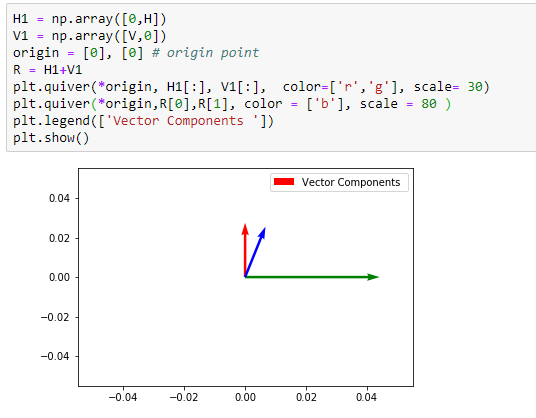 H1 = np.array([0,H])
V1 = np.array([V,0])
origin = [0], [0] # origin point
R = H1+V1
plt.quiver(*origin, H1[:], V1[:],  color=['r','g'], scale= 30)
plt.quiver(*origin,R[0],R[1], color = ['b'], scale = 80 )
plt.legend(['Vector Components '])
plt.show()
Vector Components
0.04
0.02
0.00
−0.02
−0.04
−0.04 −0.02 0.00 0.02 0.04